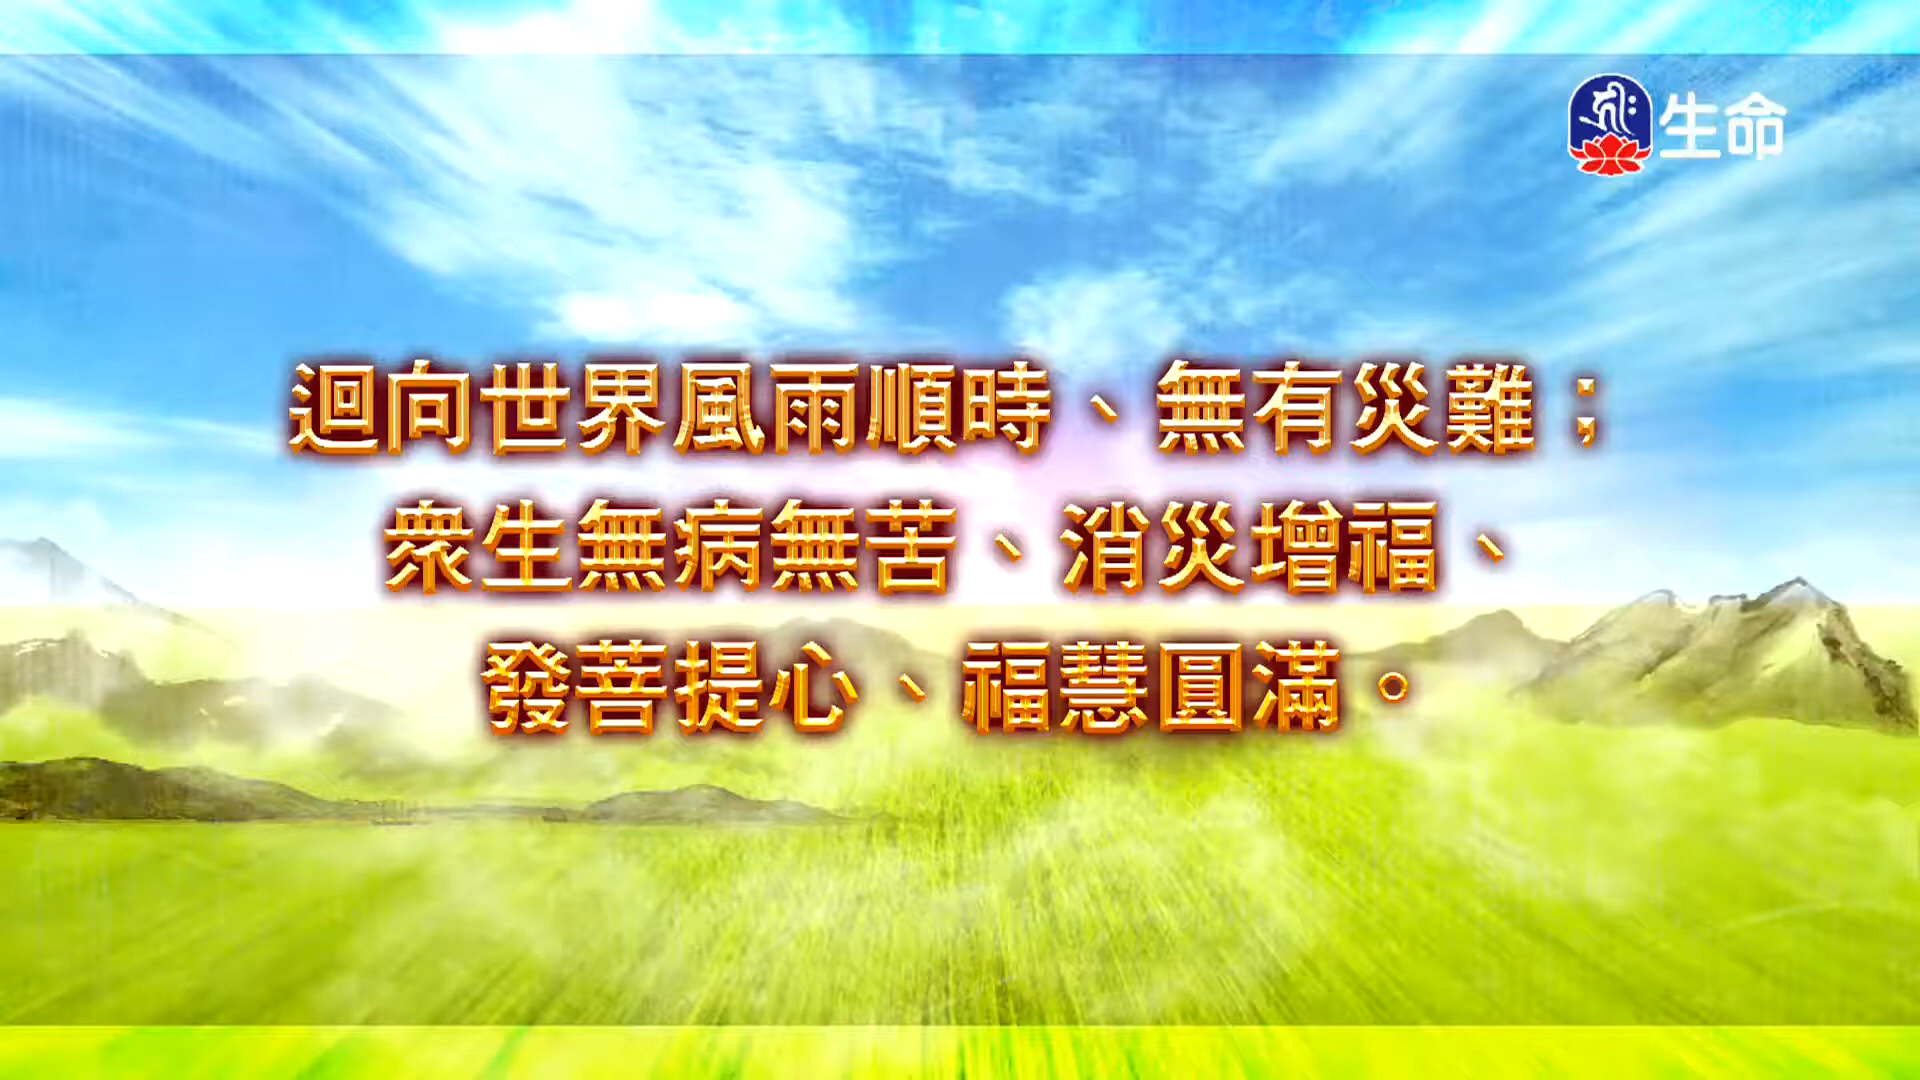 生命
迴向世界風雨順時、無有災難；
眾生無病無苦、消災增福、
發菩提心、福慧圓滿。